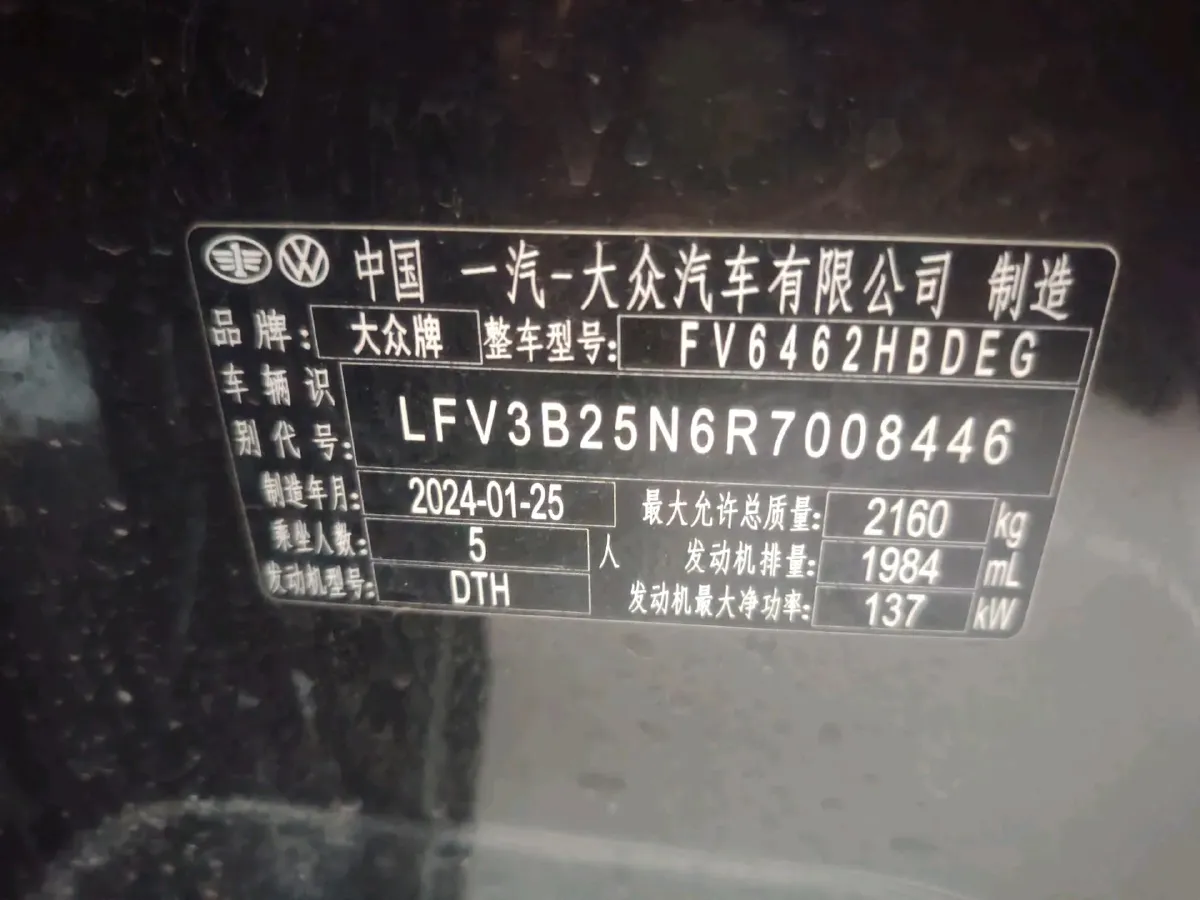 中国 一汽-大众汽车有限公司 制造
品牌: 大众牌 整车型号: FV6462HBDEG
车辆识别代号: LFV3B25N6R7008446
制造年月: 2024-01-25 最大允许总质量: 2160 kg
乘坐人数: 5 人 发动机排量: 1984 mL
发动机型号: DTH 发动机最大净功率: 137 kW